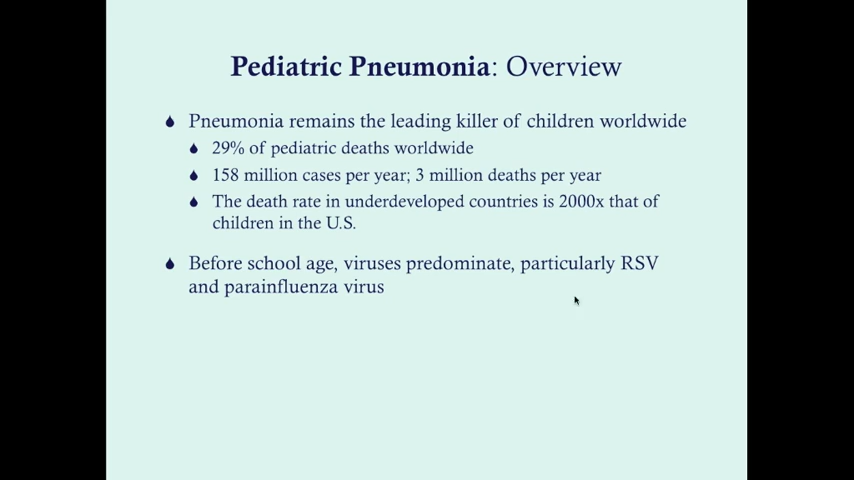 Pediatric Pneumonia: Overview
Pneumonia remains the leading killer of children worldwide
29% of pediatric deaths worldwide
158 million cases per year; 3 million deaths per year
The death rate in underdeveloped countries is 2000x that of
children in the U.S.
Before school age, viruses predominate, particularly RSV
and parainfluenza virus